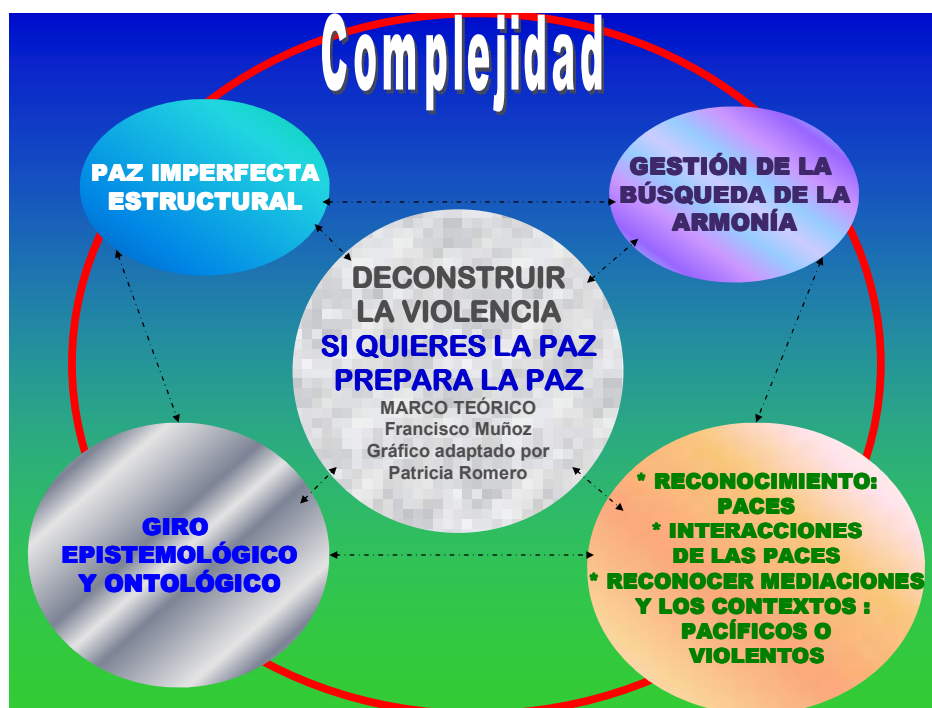 Complejidad
PAZ IMPERFECTA
ESTRUCTURAL
GESTIÓN DE LA
BÚSQUEDA DE LA
ARMONÍA
DECONSTRUIR
LA VIOLENCIA
SI QUIERES LA PAZ
PREPARA LA PAZ
MARCO TEÓRICO
Francisco Muñoz
Gráfico adaptado por
Patricia Romero
GIRO
EPISTEMOLÓGICO
Y ONTOLÓGICO
* RECONOCIMIENTO:
PACES
* INTERACCIONES
DE LAS PACES
* RECONOCER MEDIACIONES
Y LOS CONTEXTOS :
PACÍFICOS O
VIOLENTOS